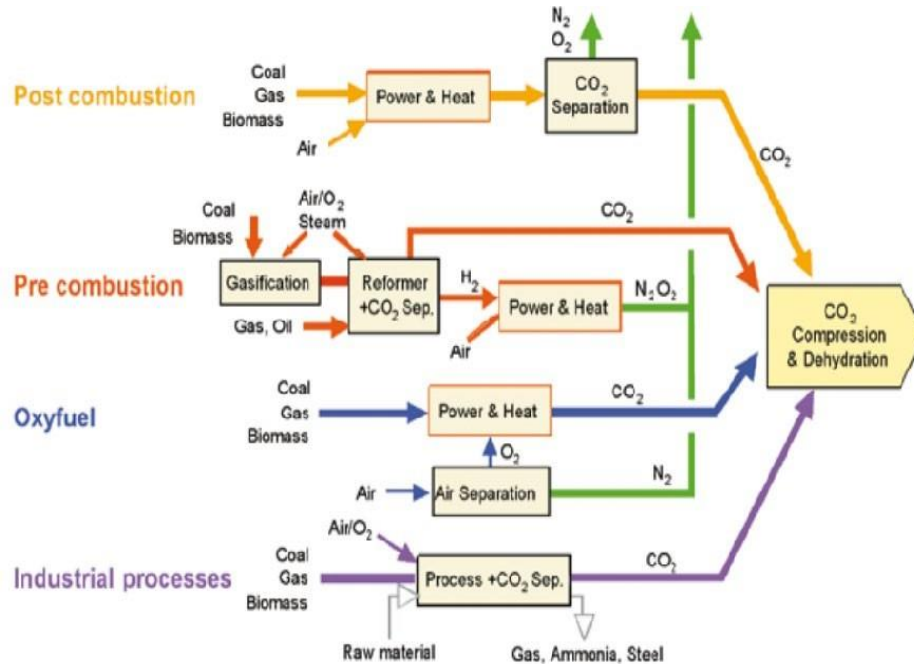 N₂
O₂
Post combustion
Coal
Gas
Biomass
Air
Power & Heat
CO₂
Separation
CO₂
Pre combustion
Coal
Biomass
Air/O₂
Steam
Gasification
Gas, Oil
Reformer
+CO₂ Sep.
CO₂
H₂
Air
Power & Heat
N₂O₂
CO₂
Compression
& Dehydration
Oxyfuel
Coal
Gas
Biomass
Power & Heat
CO₂
O₂
Air
Air Separation
N₂
Industrial processes
Air/O₂
Coal
Gas
Biomass
Process +CO₂ Sep.
CO₂
Raw material
Gas, Ammonia, Steel